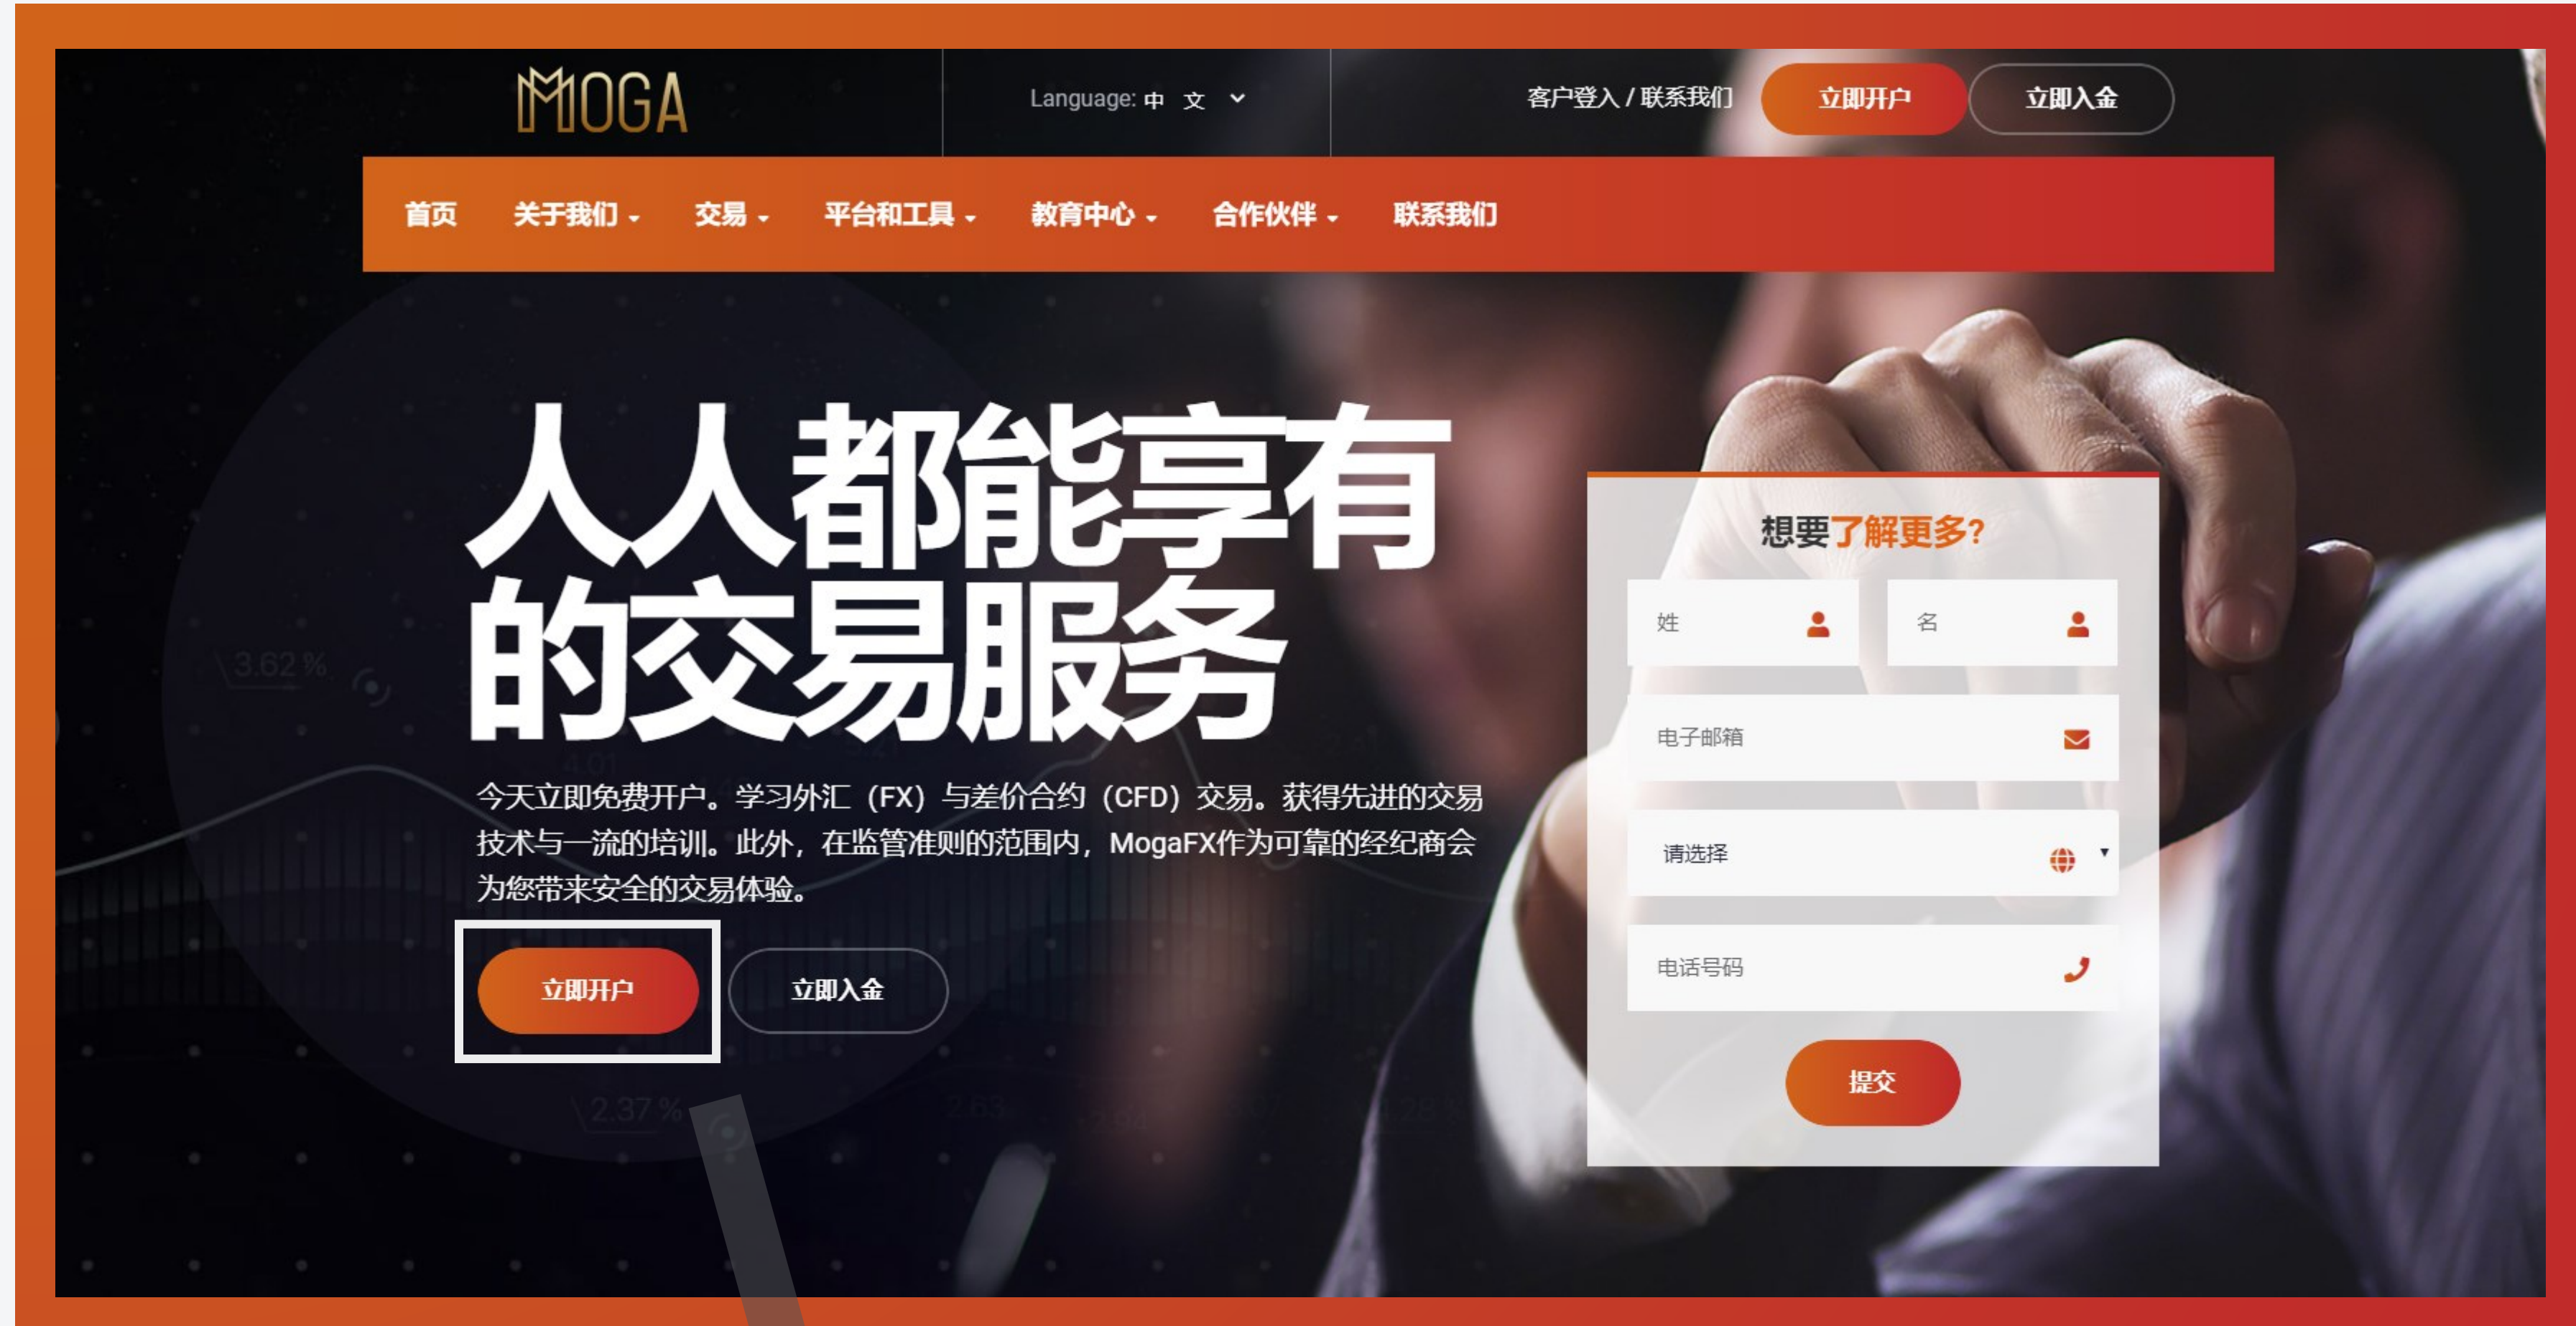 MOGA
Language: 中 文
客户登入 / 联系我们
立即开户
立即入金
首页 关于我们 交易 平台和工具 教育中心 合作伙伴 联系我们
人人都能享有
的交易服务
今天立即免费开户。学习外汇（FX）与差价合约（CFD）交易。获得先进的交易
技术与一流的培训。此外，在监管准则的范围内，MogaFX作为可靠的经纪商会
为您带来安全的交易体验。
立即开户
立即入金
想要了解更多?
姓
名
电子邮箱
请选择
电话号码
提交
3.62%
4.01
2.37%
2.63
2.94